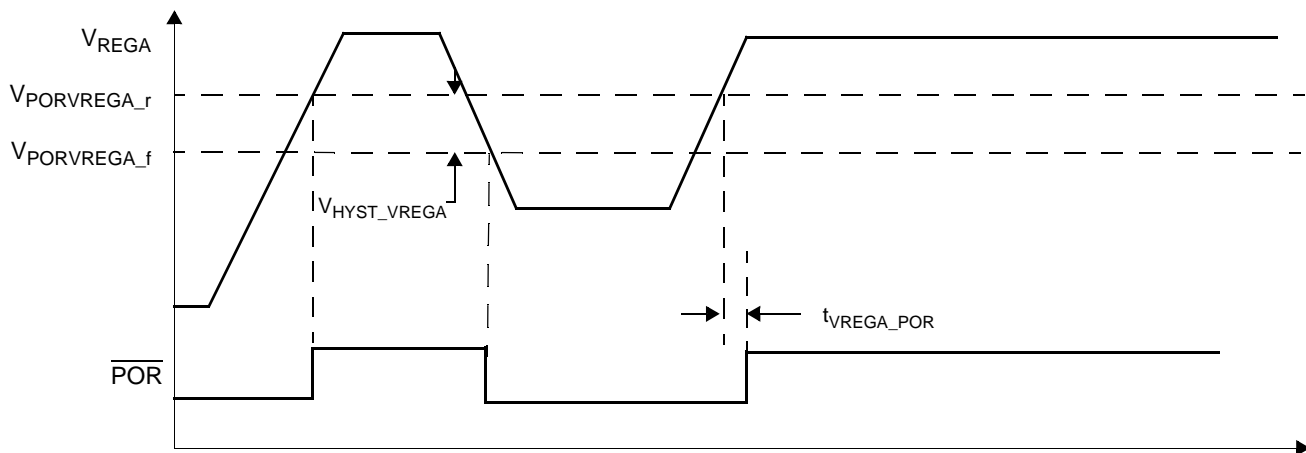 VREGA
VPORVREGA_r
VPORVREGA_f
VHYST_VREGA
tVREGA_POR
POR